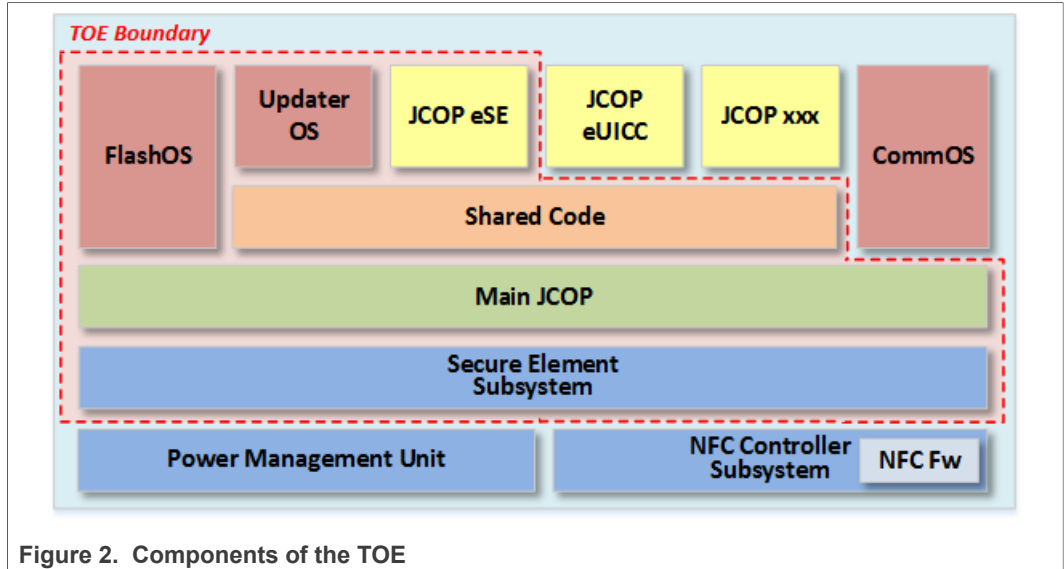 TOE Boundary
FlashOS
Updater
OS
JCOP eSE
JCOP
eUICC
JCOP xxx
CommOS
Shared Code
Main JCOP
Secure Element
Subsystem
Power Management Unit
NFC Controller
Subsystem
NFC Fw
Figure 2. Components of the TOE